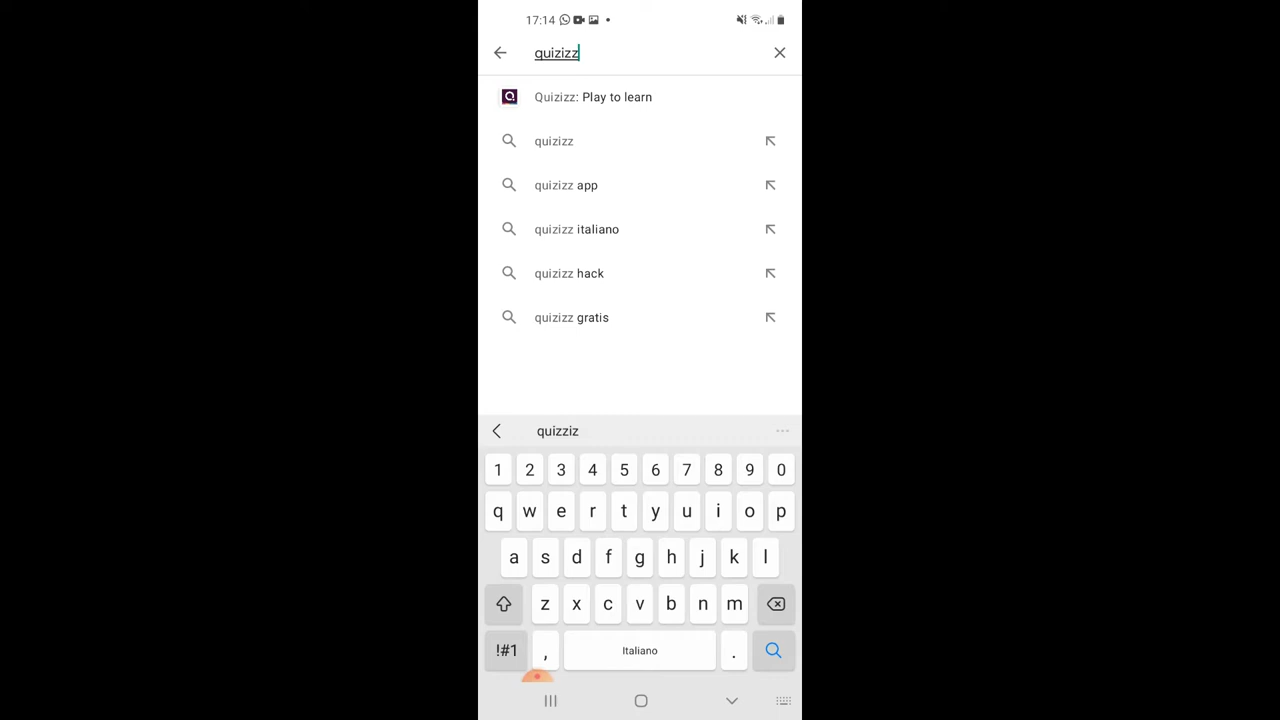 17:14
quizizz
Quizizz: Play to learn
quizizz
quizizz app
quizizz italiano
quizizz hack
quizizz gratis
quizziz
1 2 3 4 5 6 7 8 9 0
q w e r t y u i o p
a s d f g h j k l
z x c v b n m
!#1 , Italiano .